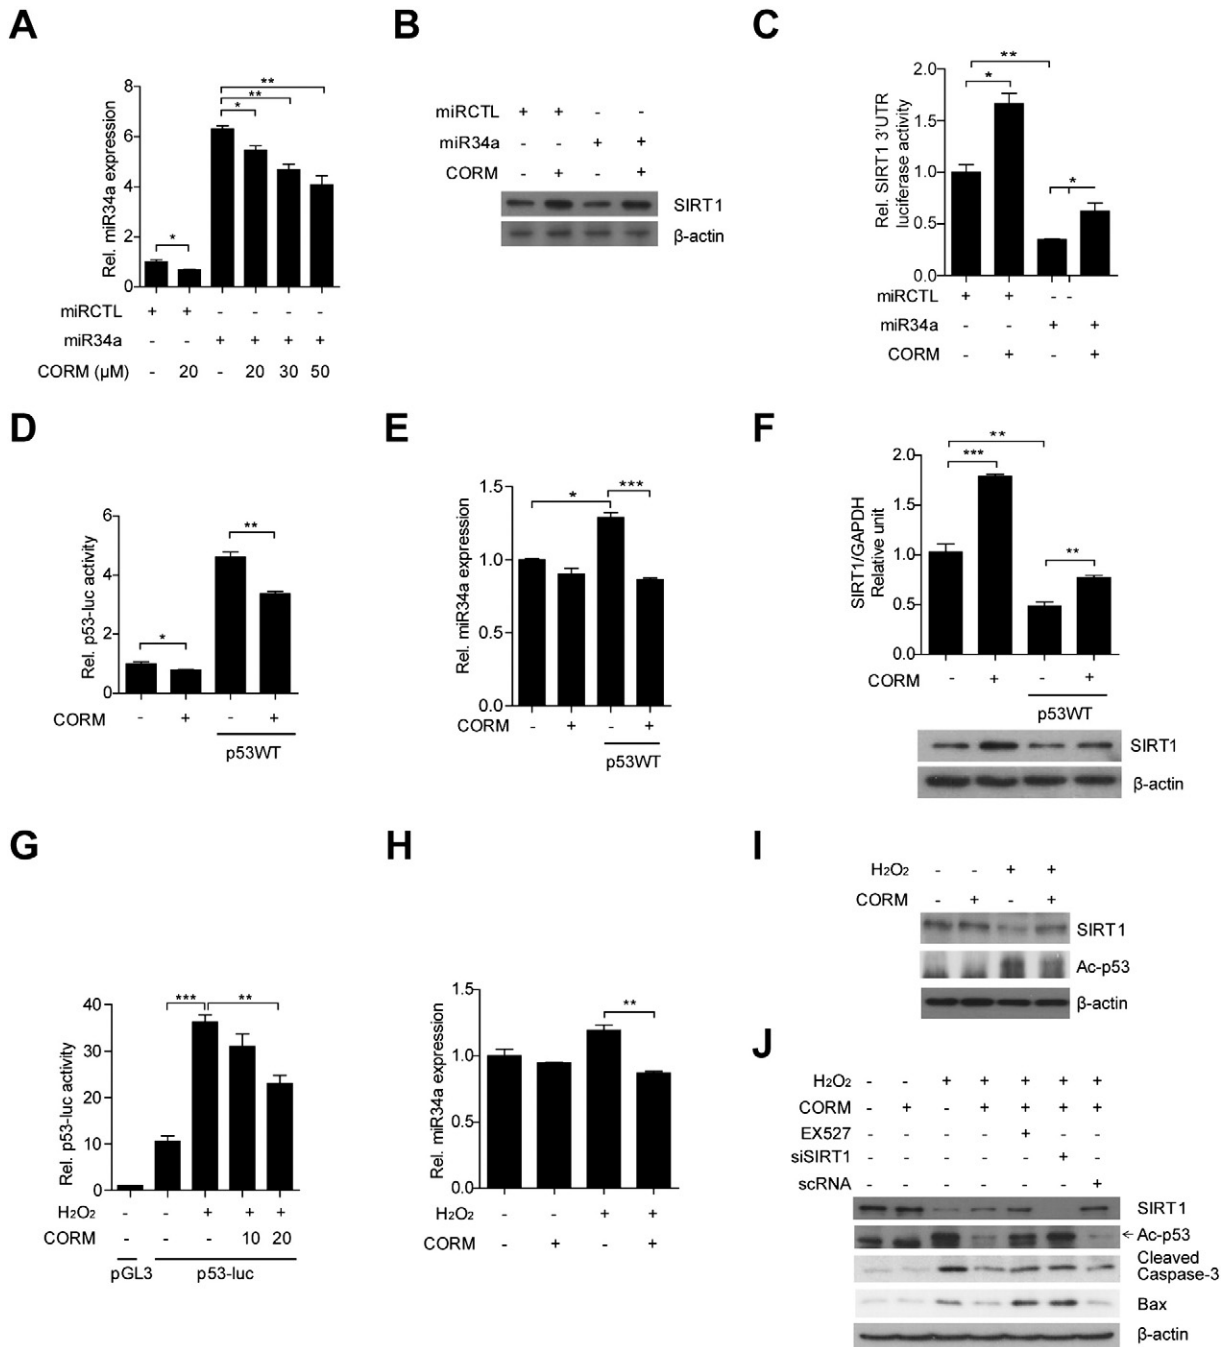 A
Rel. miR34a expression
8
6
4
2
0
*
*
**
**
miRCTL + + - - - -
miR34a - - + + + +
CORM (µM) - 20 - 20 30 50
B
miRCTL + + - -
miR34a - - + +
CORM - + - +
SIRT1
β-actin
C
Rel. SIRT1 3'UTR
luciferase activity
2.0
1.5
1.0
0.5
0.0
**
*
*
miRCTL + + - -
miR34a - - + +
CORM - + - +
D
Rel. p53-luc activity
6
4
2
0
*
**
CORM - + - +
p53WT
E
Rel. miR34a expression
1.5
1.0
0.5
0.0
*
***
CORM - + - +
p53WT
F
SIRT1/GAPDH
Relative unit
2.0
1.5
1.0
0.5
0.0
**
***
**
CORM - + - +
p53WT
SIRT1
β-actin
G
Rel. p53-luc activity
40
30
20
10
0
***
**
H₂O₂ - - + + +
CORM - - - 10 20
pGL3 p53-luc
H
Rel. miR34a expression
1.5
1.0
0.5
0.0
**
H₂O₂ - - + +
CORM - + - +
I
H₂O₂ - - + +
CORM - + - +
SIRT1
Ac-p53
β-actin
J
H₂O₂ - - + + + + +
CORM - + - + + + +
EX527 - - - - + - -
siSIRT1 - - - - - + -
scRNA - - - - - - +
SIRT1
←Ac-p53
Cleaved
Caspase-3
Bax
β-actin